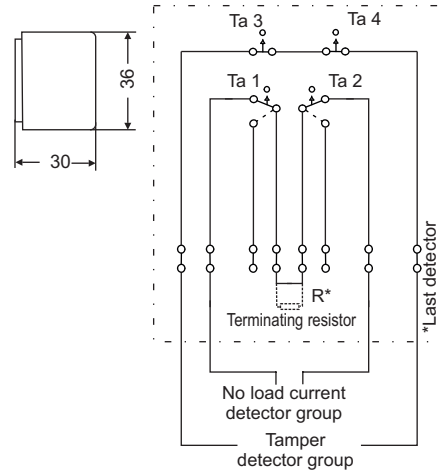 Ta 3 Ta 4
Ta 1 Ta 2
36
30
*Last detector
R*
Terminating resistor
No load current
detector group
Tamper
detector group